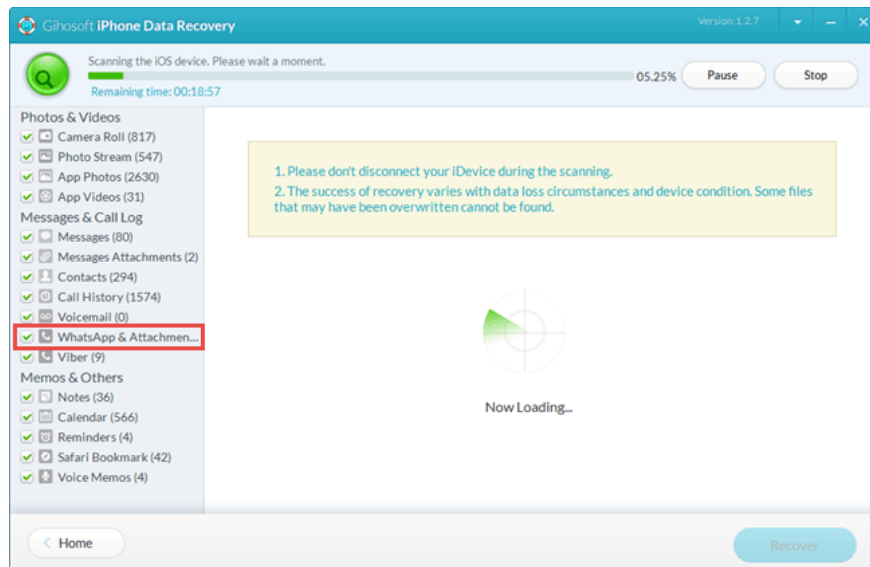 Gihosoft iPhone Data Recovery
Version:1.2.7
Scanning the iOS device. Please wait a moment.
05.25%
Pause
Stop
Remaining time: 00:18:57
Photos & Videos
Camera Roll (817)
Photo Stream (547)
App Photos (2630)
App Videos (31)
Messages & Call Log
Messages (80)
Messages Attachments (2)
Contacts (294)
Call History (1574)
Voicemail (0)
WhatsApp & Attachmen...
Viber (9)
Memos & Others
Notes (36)
Calendar (566)
Reminders (4)
Safari Bookmark (42)
Voice Memos (4)
1. Please don't disconnect your iDevice during the scanning.
2. The success of recovery varies with data loss circumstances and device condition. Some files
that may have been overwritten cannot be found.
Now Loading...
Home
Recover